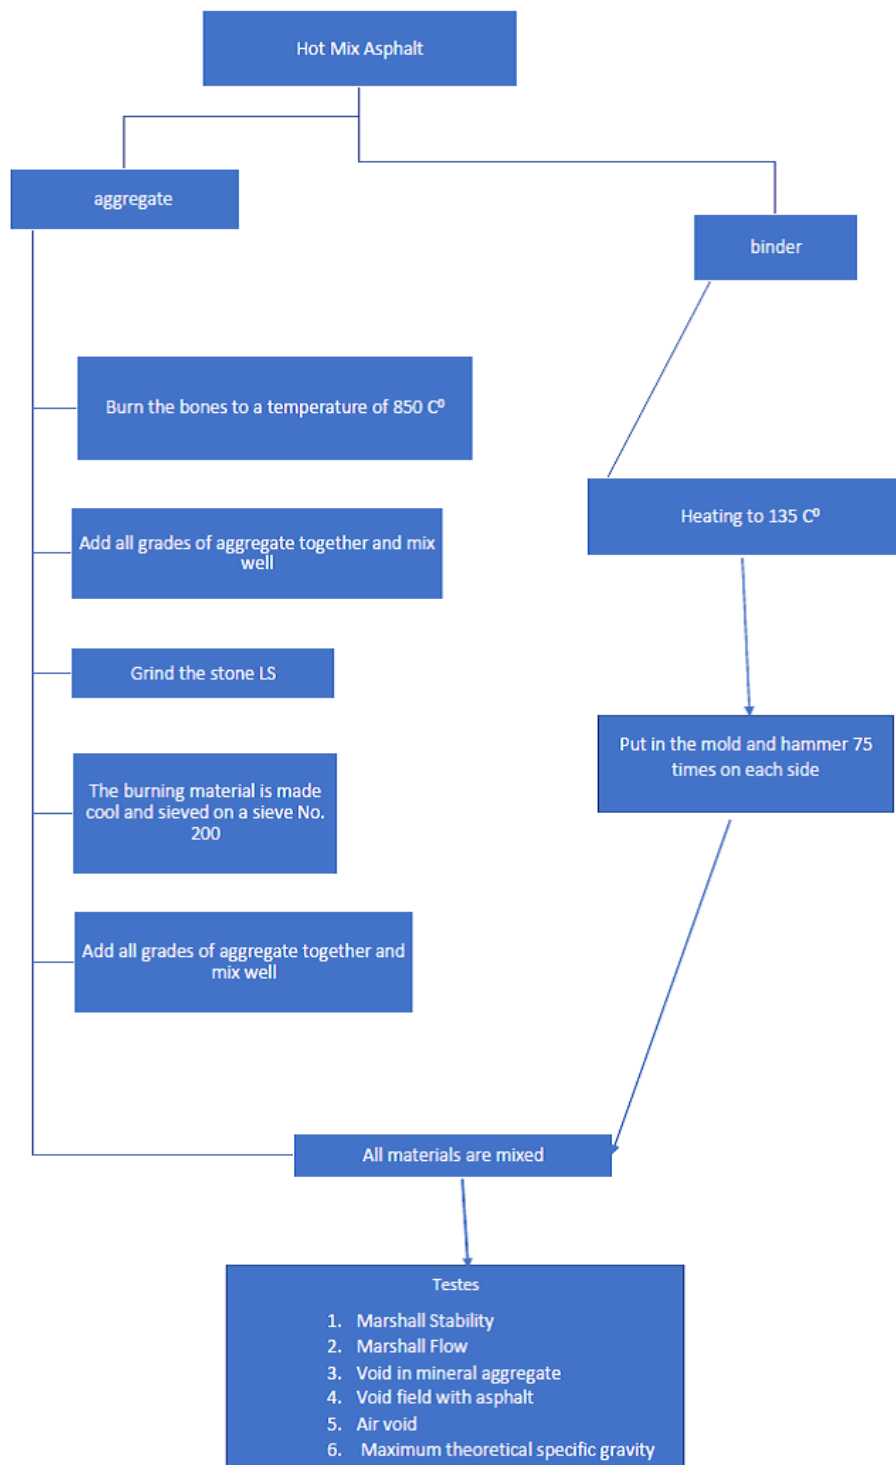 Hot Mix Asphalt
aggregate
binder
Burn the bones to a temperature of 850 C⁰
Heating to 135 C⁰
Add all grades of aggregate together and mix
well
Grind the stone LS
Put in the mold and hammer 75
times on each side
The burning material is made
cool and sieved on a sieve No.
200
Add all grades of aggregate together and
mix well
All materials are mixed
Testes
1. Marshall Stability
2. Marshall Flow
3. Void in mineral aggregate
4. Void field with asphalt
5. Air void
6. Maximum theoretical specific gravity